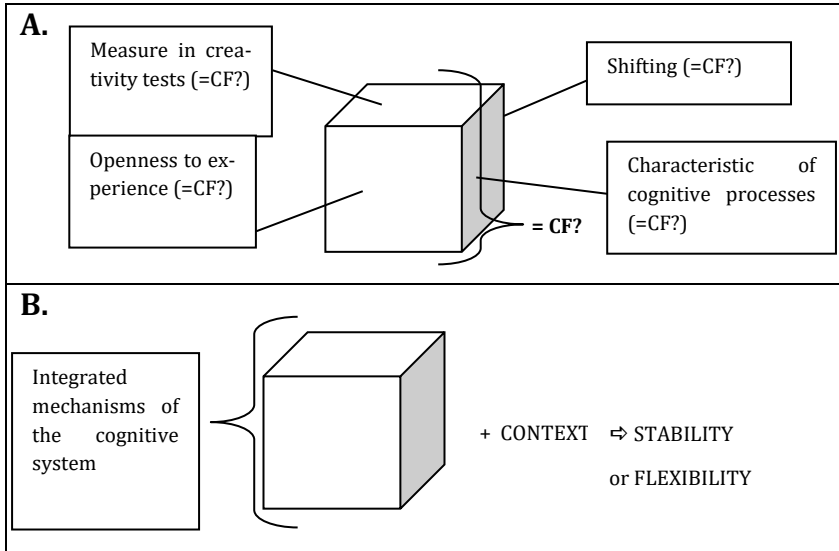 A.
Measure in crea-
tivity tests (=CF?)
Openness to ex-
perience (=CF?)
Shifting (=CF?)
Characteristic of
cognitive processes
(=CF?)
= CF?
B.
Integrated
mechanisms of
the cognitive
system
+ CONTEXT ⇨ STABILITY
or FLEXIBILITY